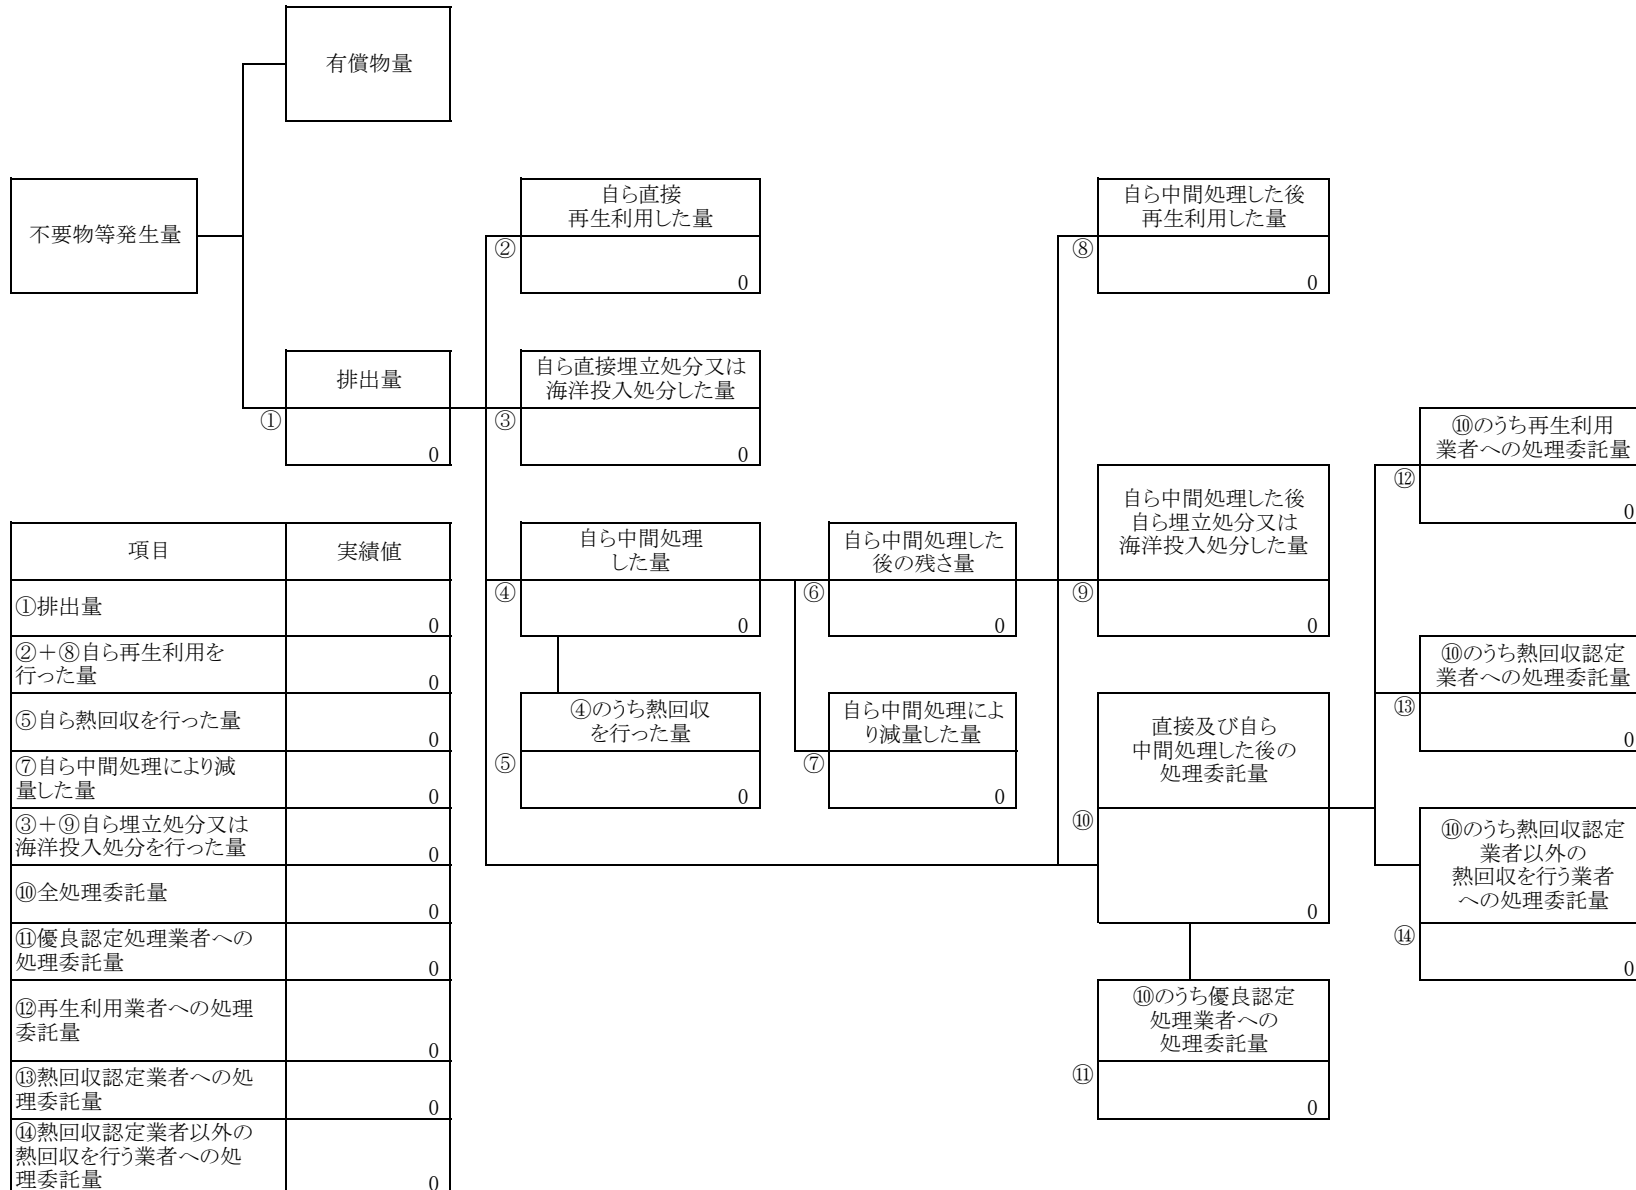 有償物量
不要物等発生量
自ら直接
再生利用した量
②
0
自ら中間処理した後
再生利用した量
⑧
0
排出量
①
0
自ら直接埋立処分又は
海洋投入処分した量
③
0
⑩のうち再生利用
業者への処理委託量
⑫
0
自ら中間処理
した量
④
0
自ら中間処理した
後の残さ量
⑥
0
自ら中間処理した後
自ら埋立処分又は
海洋投入処分した量
⑨
0
⑩のうち熱回収認定
業者への処理委託量
⑬
0
④のうち熱回収
を行った量
⑤
0
自ら中間処理によ
り減量した量
⑦
0
直接及び自ら
中間処理した後の
処理委託量
⑩
0
⑩のうち熱回収認定
業者以外の
熱回収を行う業者
への処理委託量
⑭
0
⑩のうち優良認定
処理業者への
処理委託量
⑪
0
項目 実績値
①排出量
0
②+⑧自ら再生利用を
行った量
0
⑤自ら熱回収を行った量
0
⑦自ら中間処理により減
量した量
0
③+⑨自ら埋立処分又は
海洋投入処分を行った量
0
⑩全処理委託量
0
⑪優良認定処理業者への
処理委託量
0
⑫再生利用業者への処理
委託量
0
⑬熱回収認定業者への処
理委託量
0
⑭熱回収認定業者以外の
熱回収を行う業者への処
理委託量
0